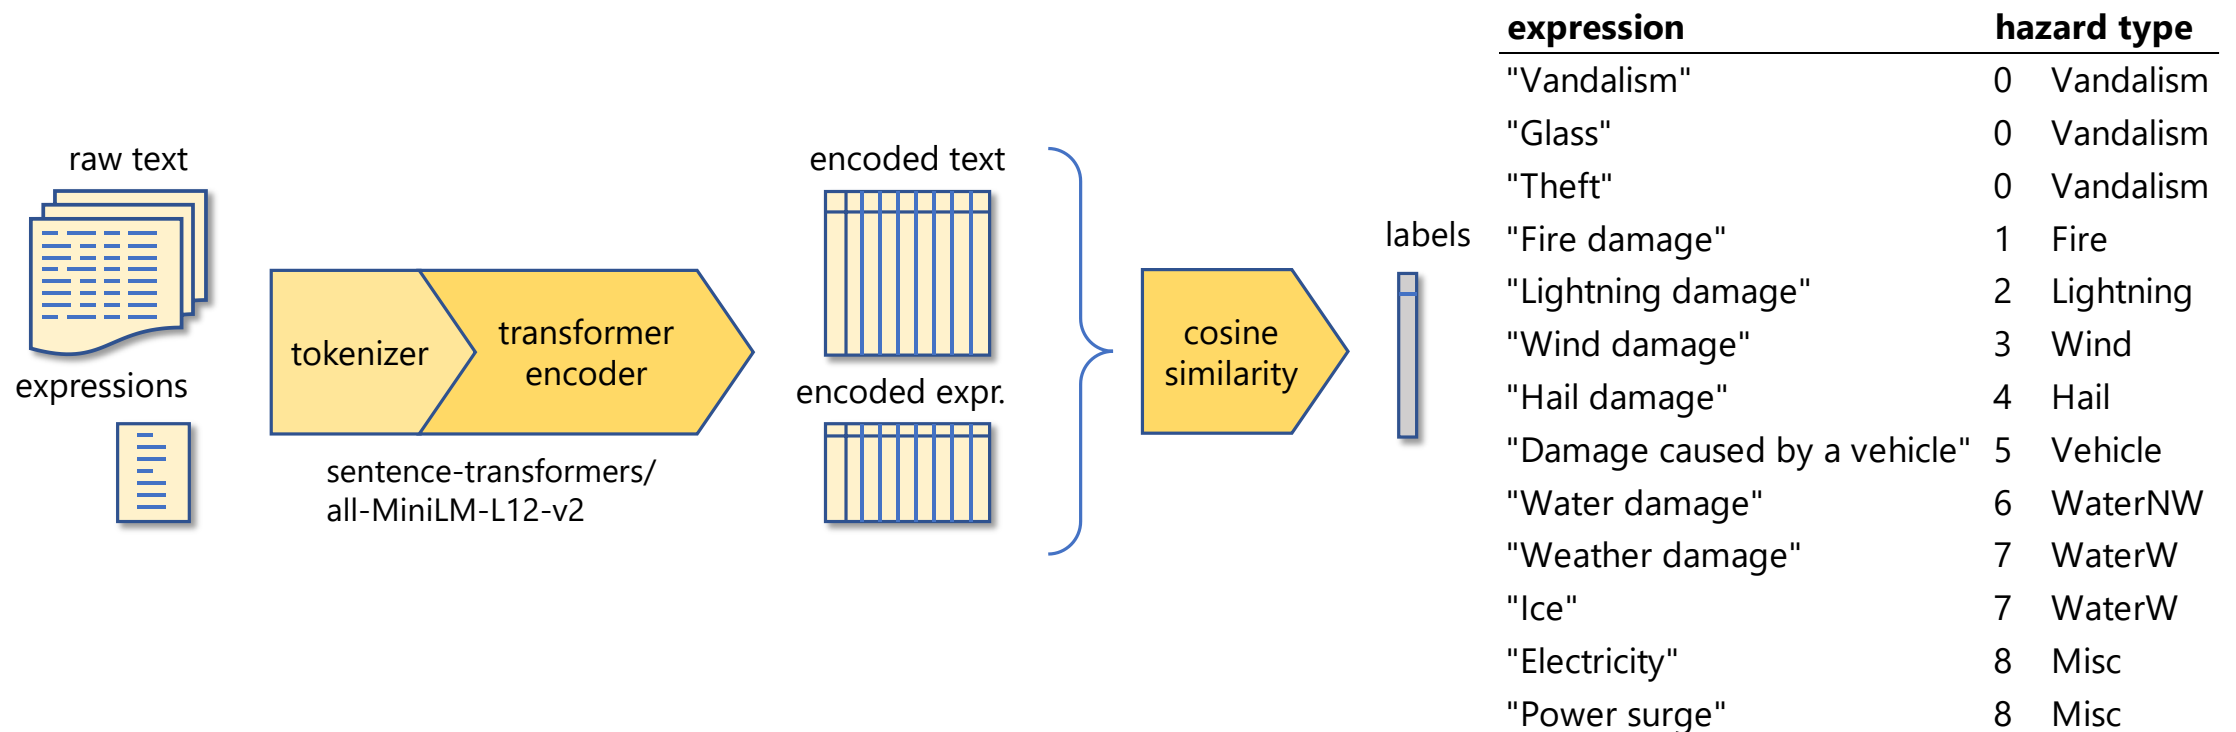 raw text
expressions
tokenizer
transformer
encoder
sentence-transformers/
all-MiniLM-L12-v2
encoded text
encoded expr.
cosine
similarity
labels
expression hazard type
"Vandalism" 0 Vandalism
"Glass" 0 Vandalism
"Theft" 0 Vandalism
"Fire damage" 1 Fire
"Lightning damage" 2 Lightning
"Wind damage" 3 Wind
"Hail damage" 4 Hail
"Damage caused by a vehicle" 5 Vehicle
"Water damage" 6 WaterNW
"Weather damage" 7 WaterW
"Ice" 7 WaterW
"Electricity" 8 Misc
"Power surge" 8 Misc